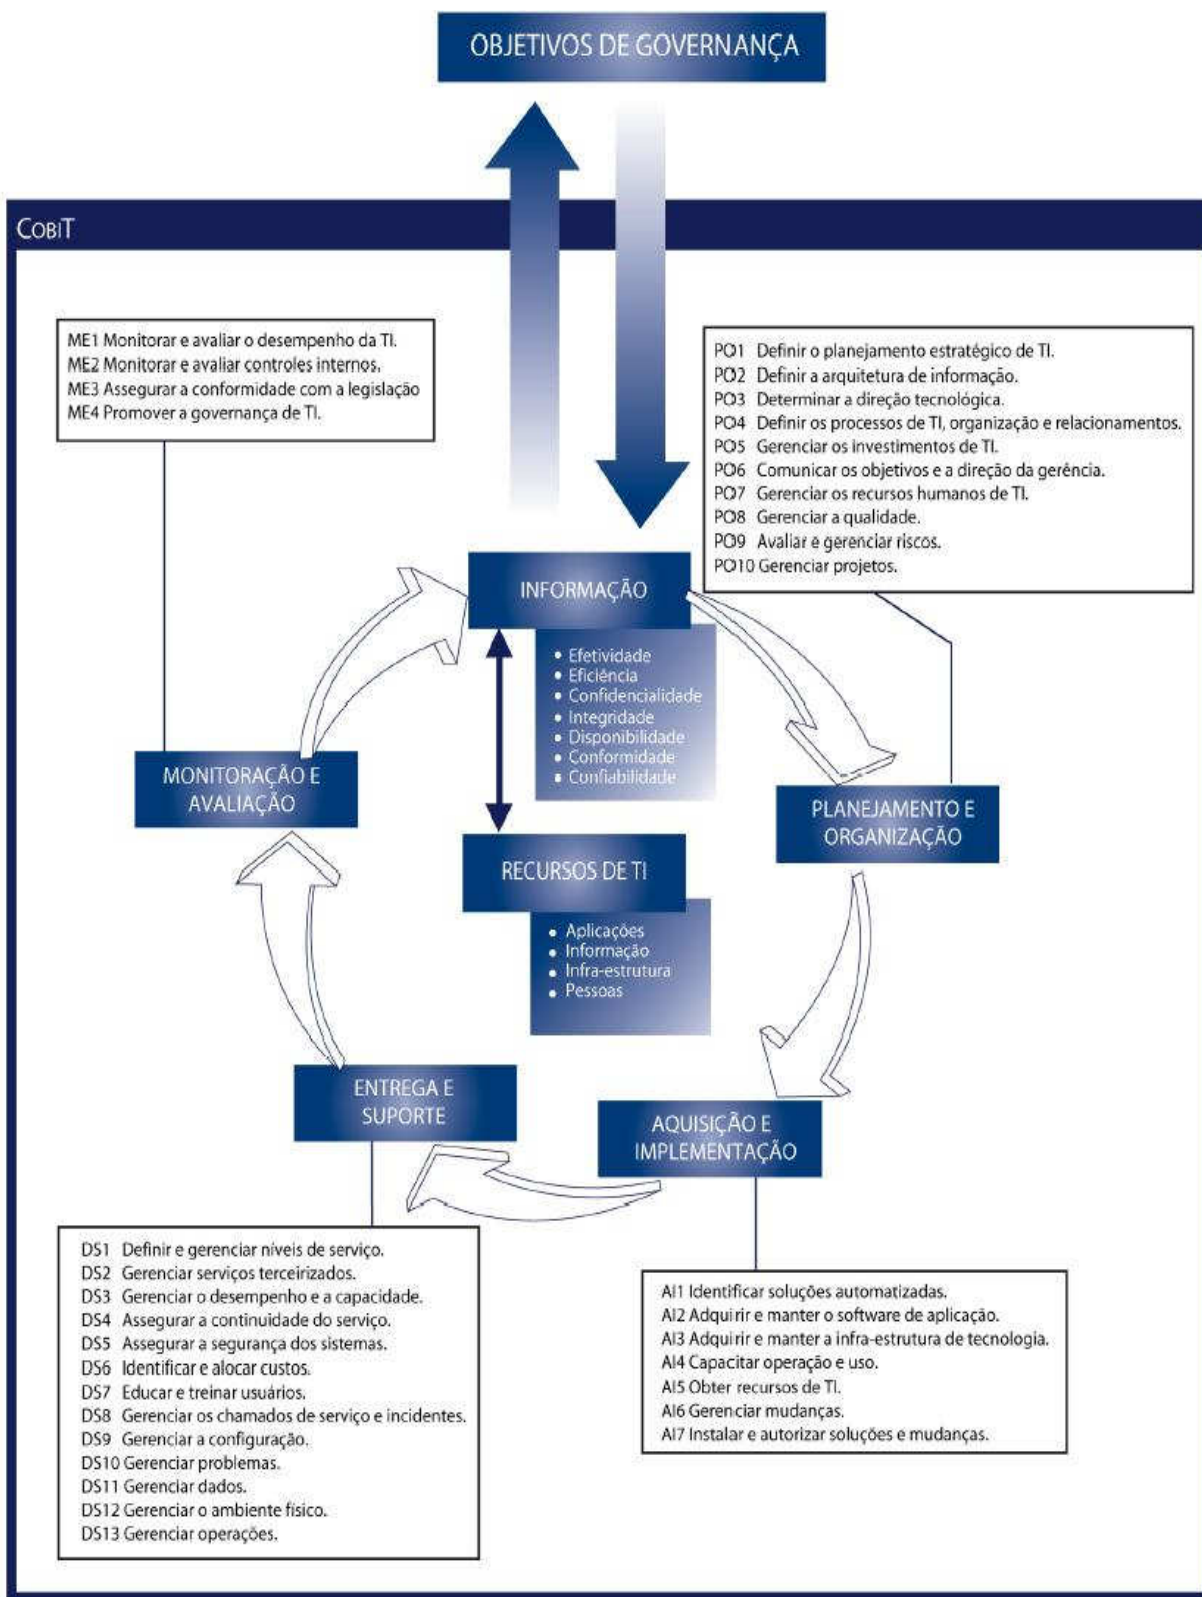 OBJETIVOS DE GOVERNANÇA
COBIT
ME1 Monitorar e avaliar o desempenho da TI.
ME2 Monitorar e avaliar controles internos.
ME3 Assegurar a conformidade com a legislação
ME4 Promover a governança de TI.
PO1 Definir o planejamento estratégico de TI.
PO2 Definir a arquitetura de informação.
PO3 Determinar a direção tecnológica.
PO4 Definir os processos de TI, organização e relacionamentos.
PO5 Gerenciar os investimentos de TI.
PO6 Comunicar os objetivos e a direção da gerência.
PO7 Gerenciar os recursos humanos de TI.
PO8 Gerenciar a qualidade.
PO9 Avaliar e gerenciar riscos.
PO10 Gerenciar projetos.
INFORMAÇÃO
• Efetividade
• Eficiência
• Confidencialidade
• Integridade
• Disponibilidade
• Conformidade
• Confiabilidade
MONITORAÇÃO E
AVALIAÇÃO
PLANEJAMENTO E
ORGANIZAÇÃO
RECURSOS DE TI
• Aplicações
• Informação
• Infra-estrutura
• Pessoas
ENTREGA E
SUPORTE
AQUISIÇÃO E
IMPLEMENTAÇÃO
DS1 Definir e gerenciar níveis de serviço.
DS2 Gerenciar serviços terceirizados.
DS3 Gerenciar o desempenho e a capacidade.
DS4 Assegurar a continuidade do serviço.
DS5 Assegurar a segurança dos sistemas.
DS6 Identificar e alocar custos.
DS7 Educar e treinar usuários.
DS8 Gerenciar os chamados de serviço e incidentes.
DS9 Gerenciar a configuração.
DS10 Gerenciar problemas.
DS11 Gerenciar dados.
DS12 Gerenciar o ambiente físico.
DS13 Gerenciar operações.
AI1 Identificar soluções automatizadas.
AI2 Adquirir e manter o software de aplicação.
AI3 Adquirir e manter a infra-estrutura de tecnologia.
AI4 Capacitar operação e uso.
AI5 Obter recursos de TI.
AI6 Gerenciar mudanças.
AI7 Instalar e autorizar soluções e mudanças.